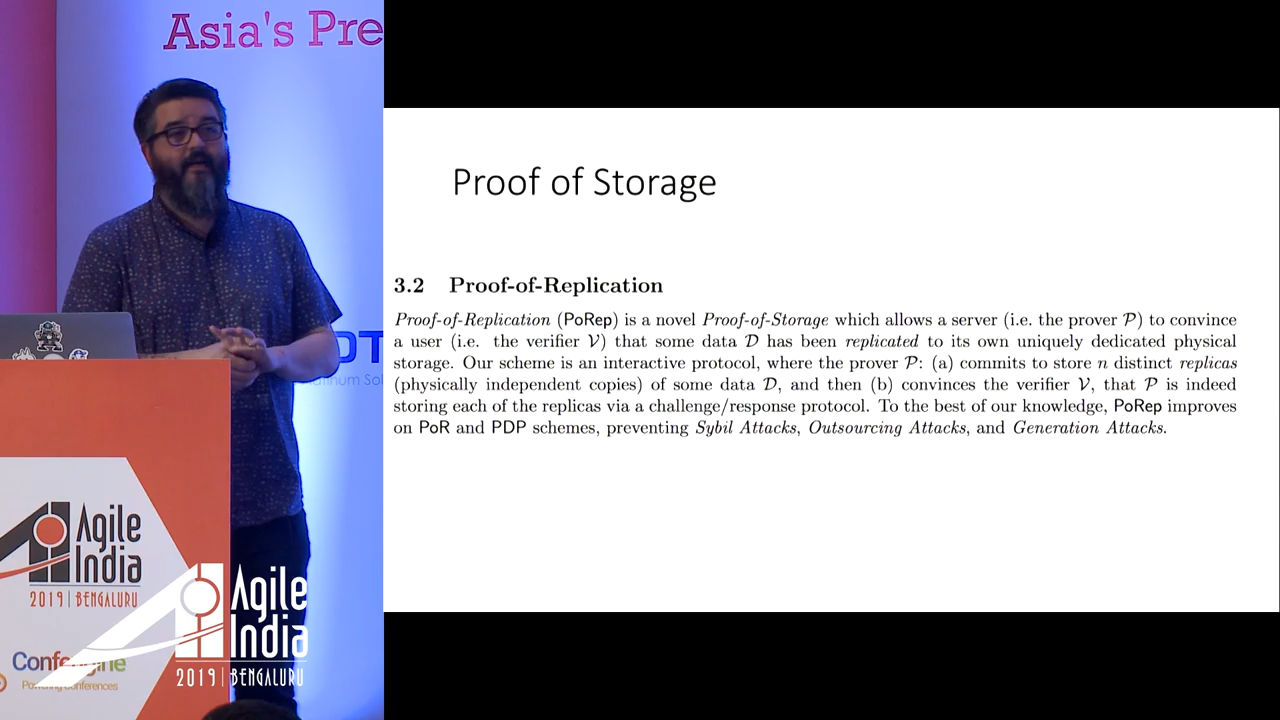 Asia's Pre
Proof of Storage
3.2 Proof-of-Replication
Proof-of-Replication (PoRep) is a novel Proof-of-Storage which allows a server (i.e. the prover 𝒫) to convince
a user (i.e. the verifier 𝒱) that some data 𝒟 has been replicated to its own uniquely dedicated physical
storage. Our scheme is an interactive protocol, where the prover 𝒫: (a) commits to store n distinct replicas
(physically independent copies) of some data 𝒟, and then (b) convinces the verifier 𝒱, that 𝒫 is indeed
storing each of the replicas via a challenge/response protocol. To the best of our knowledge, PoRep improves
on PoR and PDP schemes, preventing Sybil Attacks, Outsourcing Attacks, and Generation Attacks.
OT
Agile
India
2019 | BENGALURU
Agile
India
2019 | BENGALURU